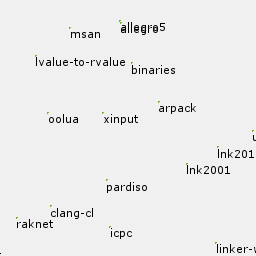 allegro5
allegro
msan
lvalue-to-rvalue
binaries
arpack
oolua
xinput
lnk201
lnk2001
pardiso
clang-cl
raknet
icpc
linker-w